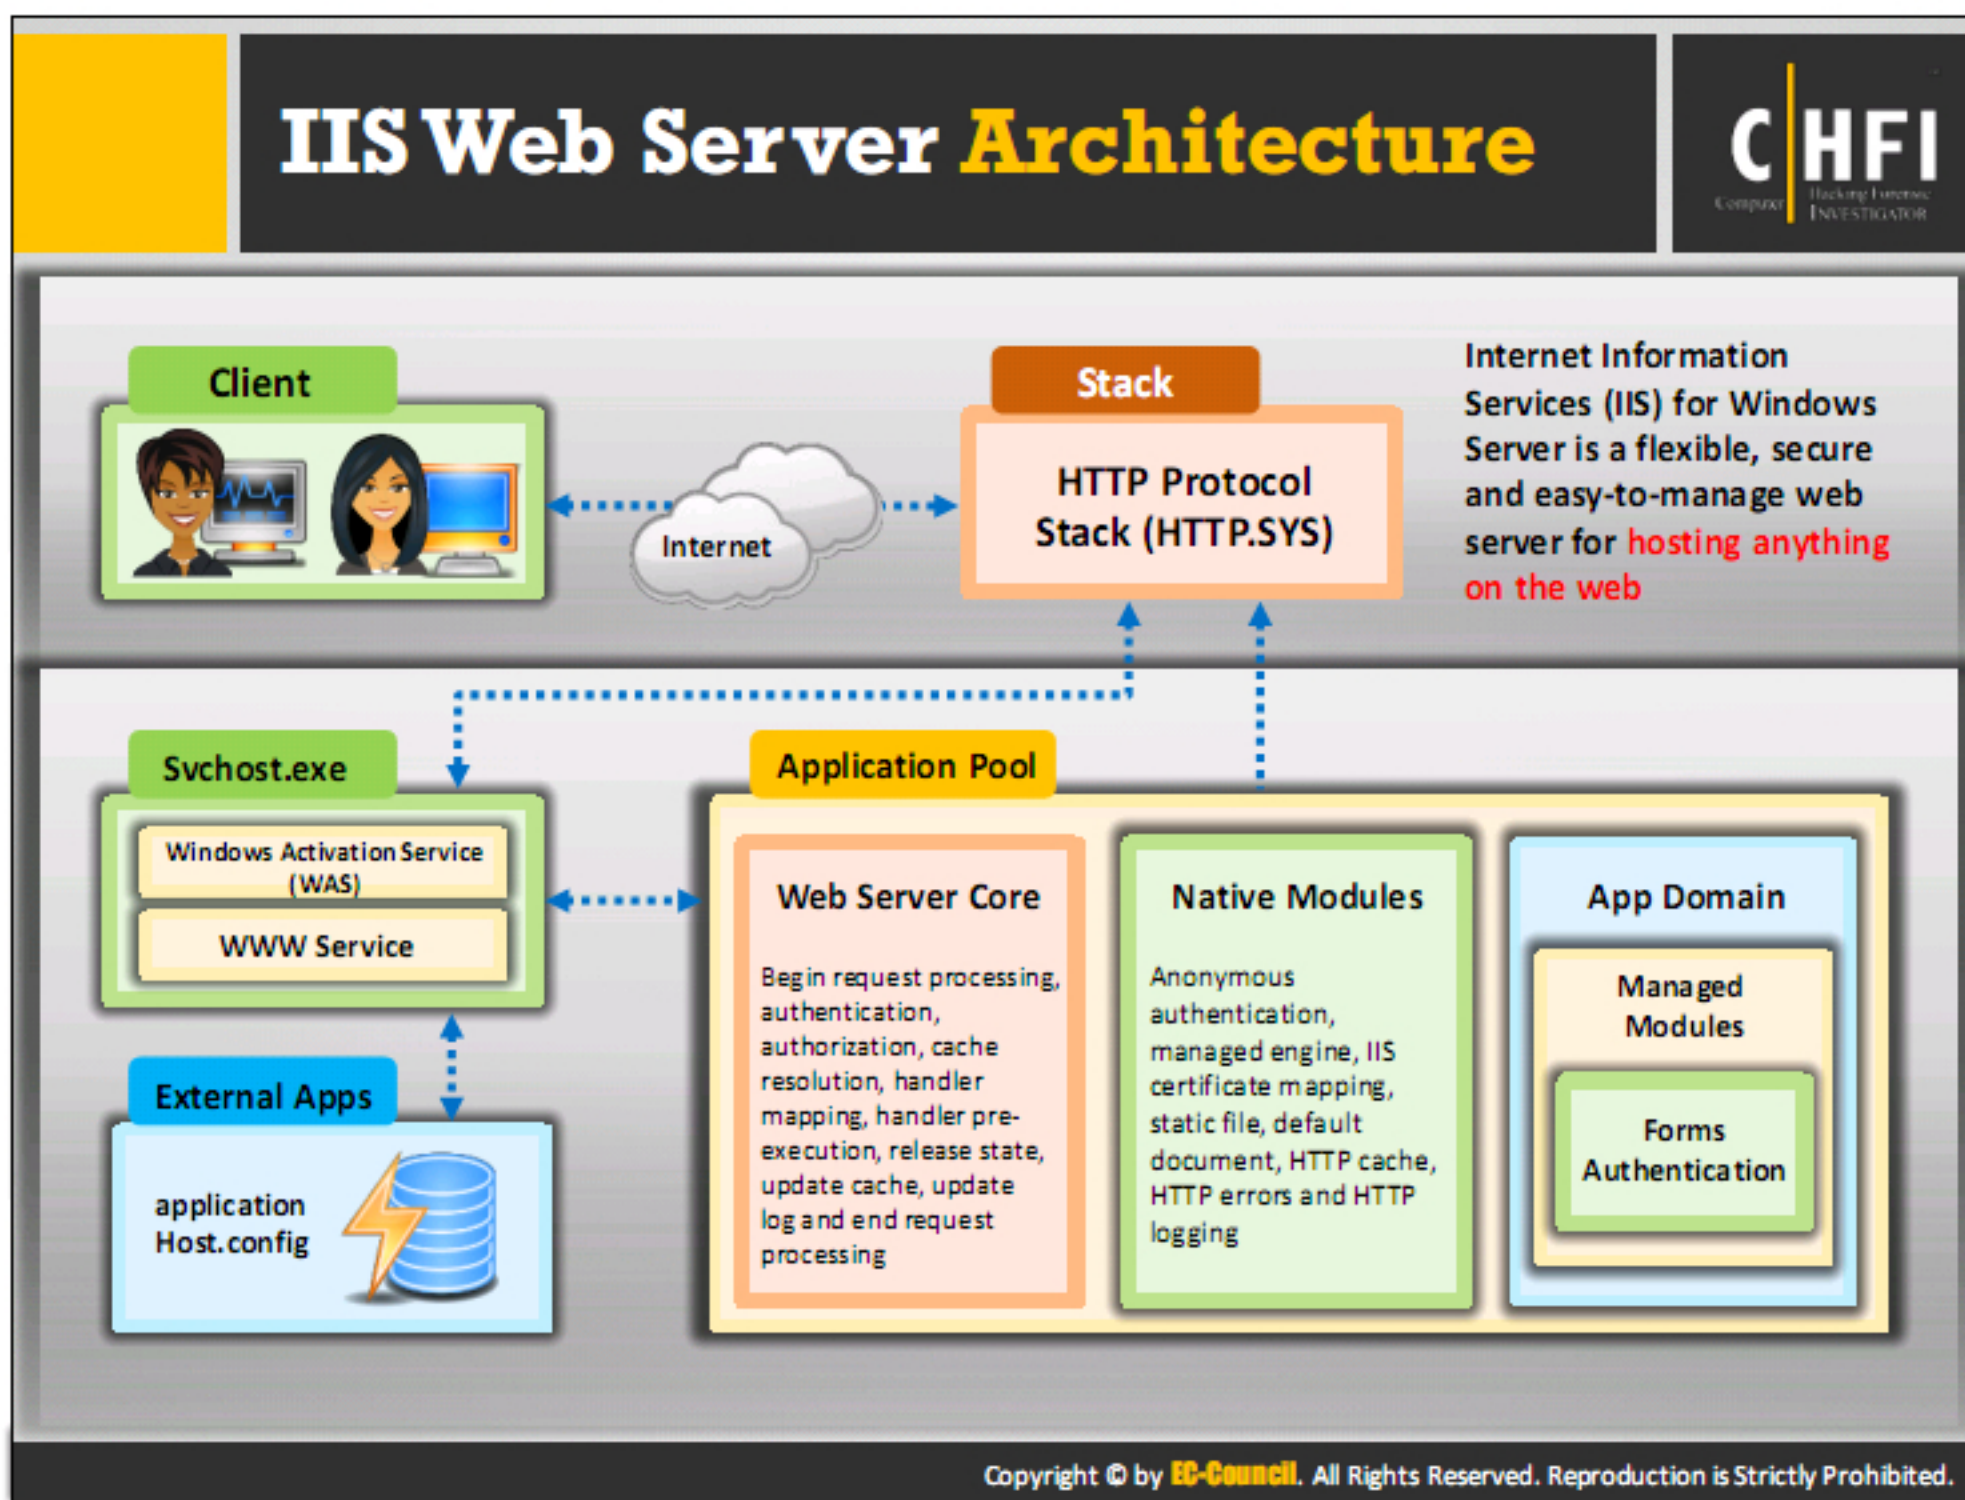 IIS Web Server Architecture
C HFI
Computer
Hacking Forensic
INVESTIGATOR
Client
Internet
Stack
HTTP Protocol
Stack (HTTP.SYS)
Internet Information
Services (IIS) for Windows
Server is a flexible, secure
and easy-to-manage web
server for hosting anything
on the web
Svchost.exe
Windows Activation Service
(WAS)
WWW Service
External Apps
application
Host.config
Application Pool
Web Server Core
Begin request processing,
authentication,
authorization, cache
resolution, handler
mapping, handler pre-
execution, release state,
update cache, update
log and end request
processing
Native Modules
Anonymous
authentication,
managed engine, IIS
certificate mapping,
static file, default
document, HTTP cache,
HTTP errors and HTTP
logging
App Domain
Managed
Modules
Forms
Authentication
Copyright © by EC-Council. All Rights Reserved. Reproduction is Strictly Prohibited.